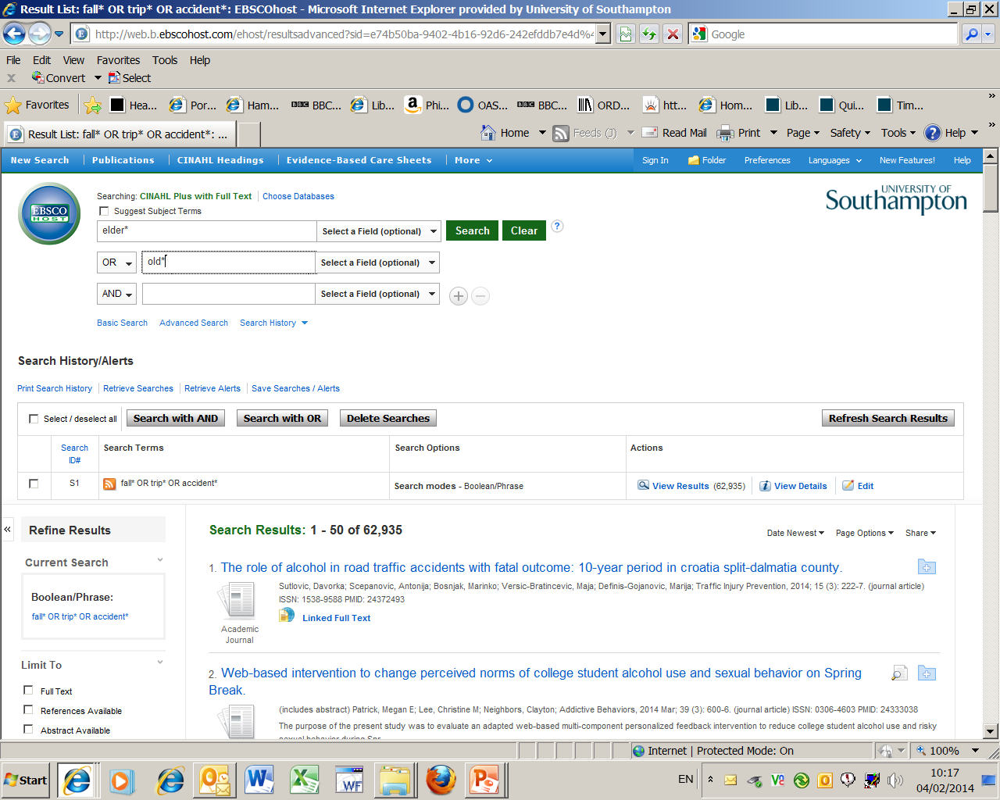 Result List: fall* OR trip* OR accident*: EBSCOhost - Microsoft Internet Explorer provided by University of Southampton
http://web.b.ebscohost.com/ehost/resultsadvanced?sid=e74b50ba-9402-4b16-92d6-242efddb7e4d%4 Google
File Edit View Favorites Tools Help
x Convert Select
Favorites Hea... Por... Ham... BBC BBC... Lib... Phi... OAS... BBC BBC... ORD... htt... Hom... Lib... Qui... Tim... »
Result List: fall* OR trip* OR accident*: ... Home Feeds (J) Read Mail Print Page Safety Tools Help »
New Search Publications CINAHL Headings Evidence-Based Care Sheets More Sign In Folder Preferences Languages New Features! Help
Searching: CINAHL Plus with Full Text Choose Databases
EBSCO HOST
UNIVERSITY OF
Southampton
Suggest Subject Terms
elder* Select a Field (optional) Search Clear ?
OR old* Select a Field (optional)
AND Select a Field (optional) + −
Basic Search Advanced Search Search History
Search History/Alerts
Print Search History Retrieve Searches Retrieve Alerts Save Searches / Alerts
Select / deselect all Search with AND Search with OR Delete Searches Refresh Search Results
Search ID# Search Terms Search Options Actions
S1 fall* OR trip* OR accident* Search modes - Boolean/Phrase View Results (62,935) View Details Edit
«
Refine Results
Current Search
Boolean/Phrase:
fall* OR trip* OR accident*
Limit To
Full Text
References Available
Abstract Available
Search Results: 1 - 50 of 62,935 Date Newest Page Options Share
1. The role of alcohol in road traffic accidents with fatal outcome: 10-year period in croatia split-dalmatia county.
Sutlovic, Davorka; Scepanovic, Antonija; Bosnjak, Marinko; Versic-Bratincevic, Maja; Definis-Gojanovic, Marija; Traffic Injury Prevention, 2014; 15 (3): 222-7. (journal article)
ISSN: 1538-9588 PMID: 24372493
Linked Full Text
Academic
Journal
2. Web-based intervention to change perceived norms of college student alcohol use and sexual behavior on Spring
Break.
(includes abstract) Patrick, Megan E; Lee, Christine M; Neighbors, Clayton; Addictive Behaviors, 2014 Mar; 39 (3): 600-6. (journal article) ISSN: 0306-4603 PMID: 24333038
The purpose of the present study was to evaluate an adapted web-based multi-component personalized feedback intervention to reduce college student alcohol use and risky
sexual behavior during Spr
Internet | Protected Mode: On 100%
Start WF EN 10:17
04/02/2014